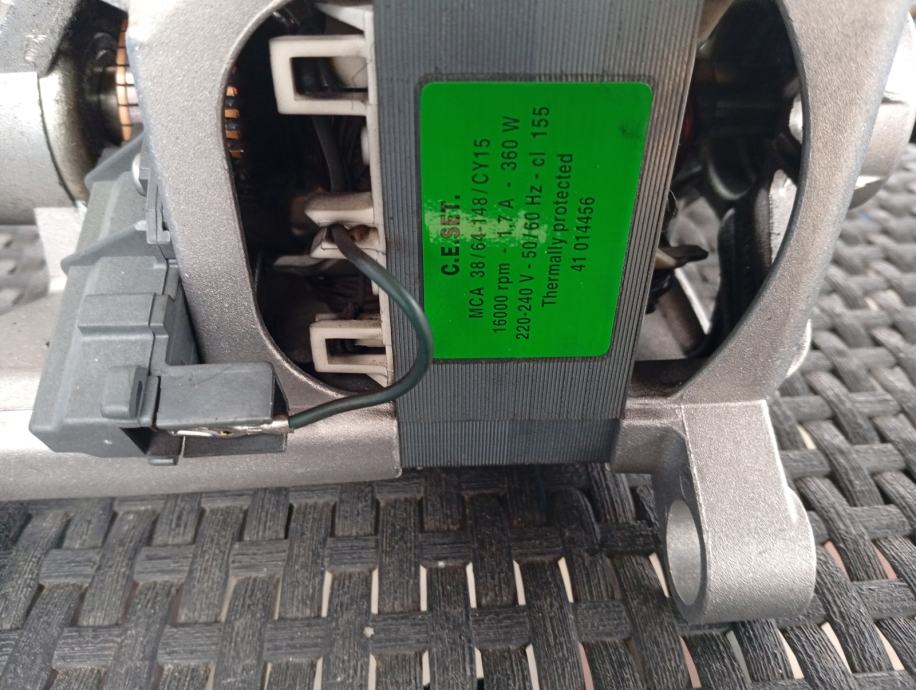 C.E.SET.
MCA 38/64-148/CY15
16000 rpm - 1.7 A - 360 W
220-240 V - 50/60 Hz - cl 155
Thermally protected
41 014456